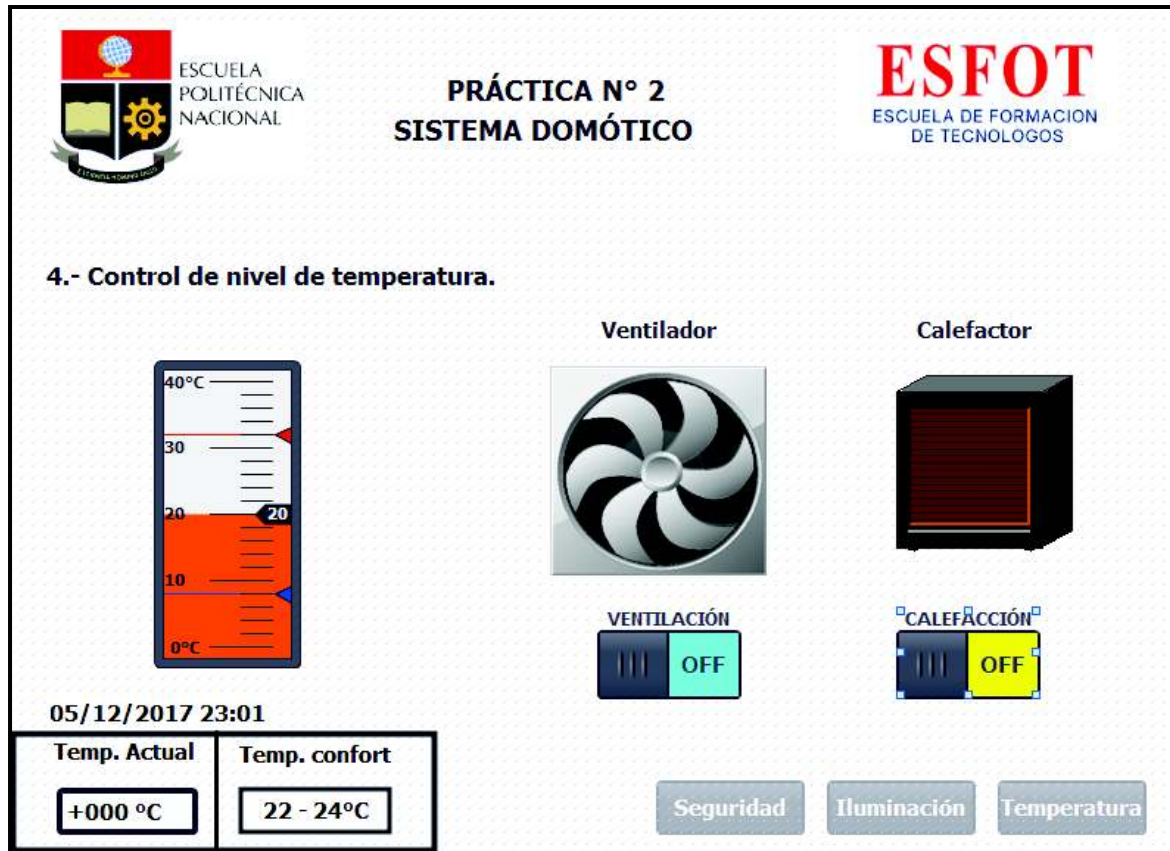 ESCUELA
POLITÉCNICA
NACIONAL
PRÁCTICA N° 2
SISTEMA DOMÓTICO
ESFOT
ESCUELA DE FORMACION
DE TECNOLOGOS
4.- Control de nivel de temperatura.
Ventilador
Calefactor
40°C
30
20
20
10
0°C
VENTILACIÓN
OFF
CALEFACCIÓN
OFF
05/12/2017 23:01
Temp. Actual
Temp. confort
+000 ºC
22 - 24°C
Seguridad
Iluminación
Temperatura